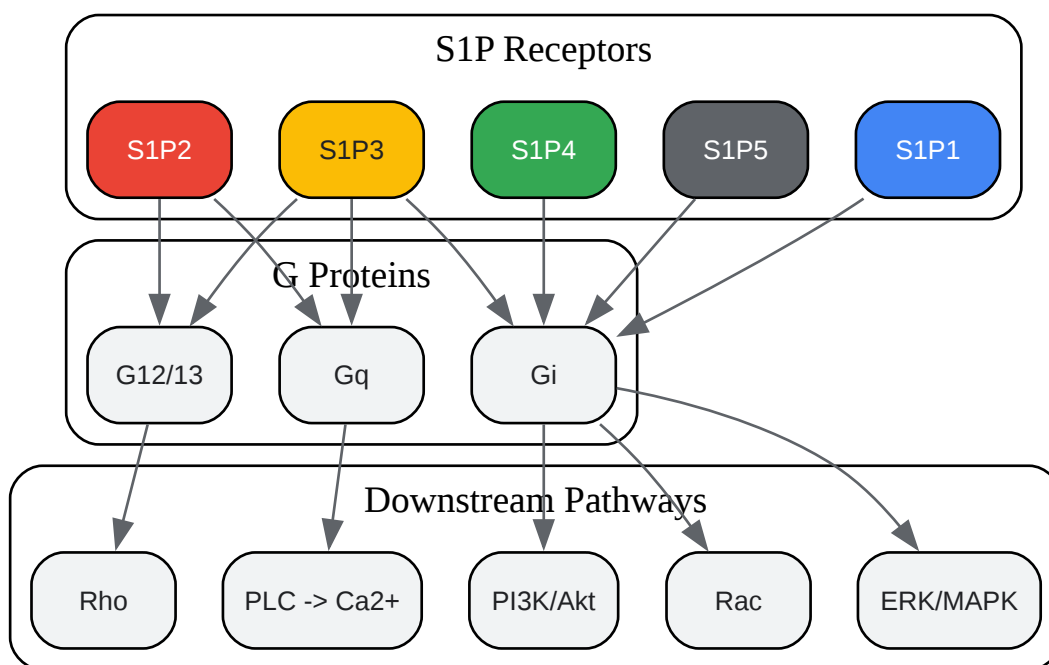 S1P Receptors
S1P2 S1P3 S1P4 S1P5 S1P1
G Proteins
G12/13 Gq Gi
Downstream Pathways
Rho PLC -> Ca2+ PI3K/Akt Rac ERK/MAPK